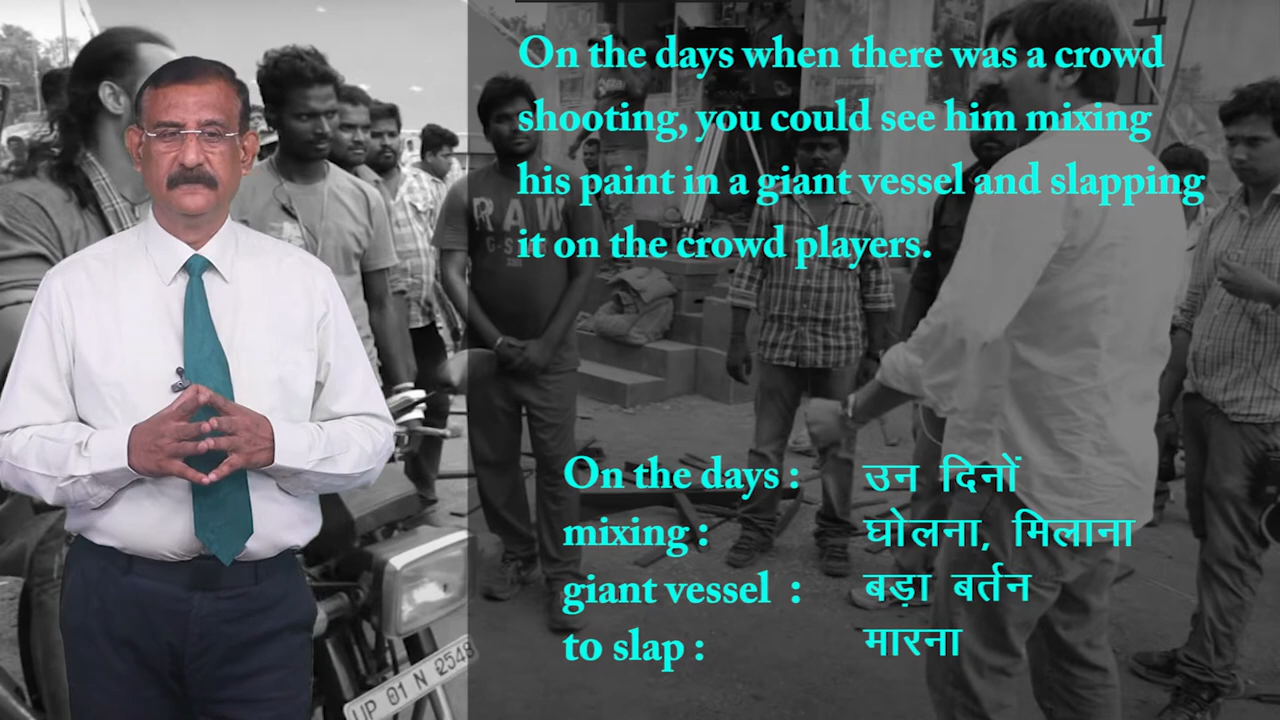 On the days when there was a crowd
shooting, you could see him mixing
his paint in a giant vessel and slapping
it on the crowd players.
RAW
G-S
On the days : उन दिनों
mixing : घोलना, मिलाना
giant vessel : बड़ा बर्तन
to slap : मारना
UP 01 N 2548